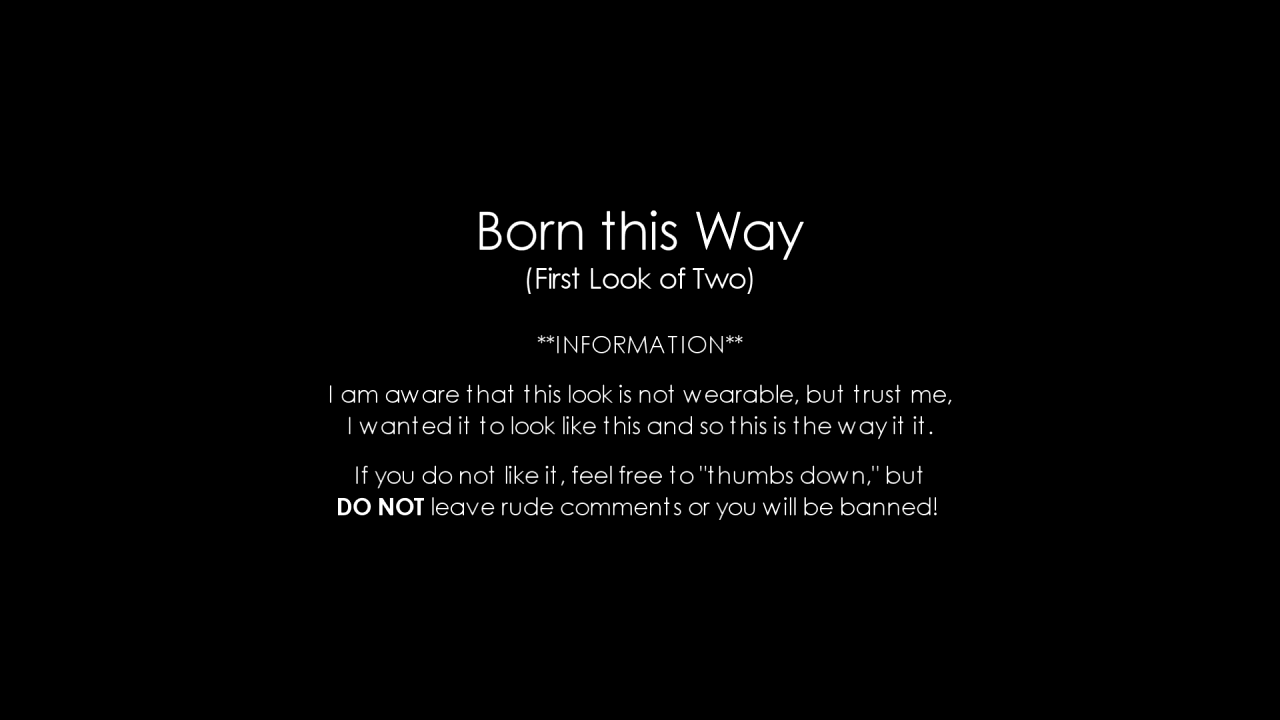 Born this Way
(First Look of Two)
**INFORMATION**
I am aware that this look is not wearable, but trust me,
I wanted it to look like this and so this is the way it it.
If you do not like it, feel free to "thumbs down," but
DO NOT leave rude comments or you will be banned!